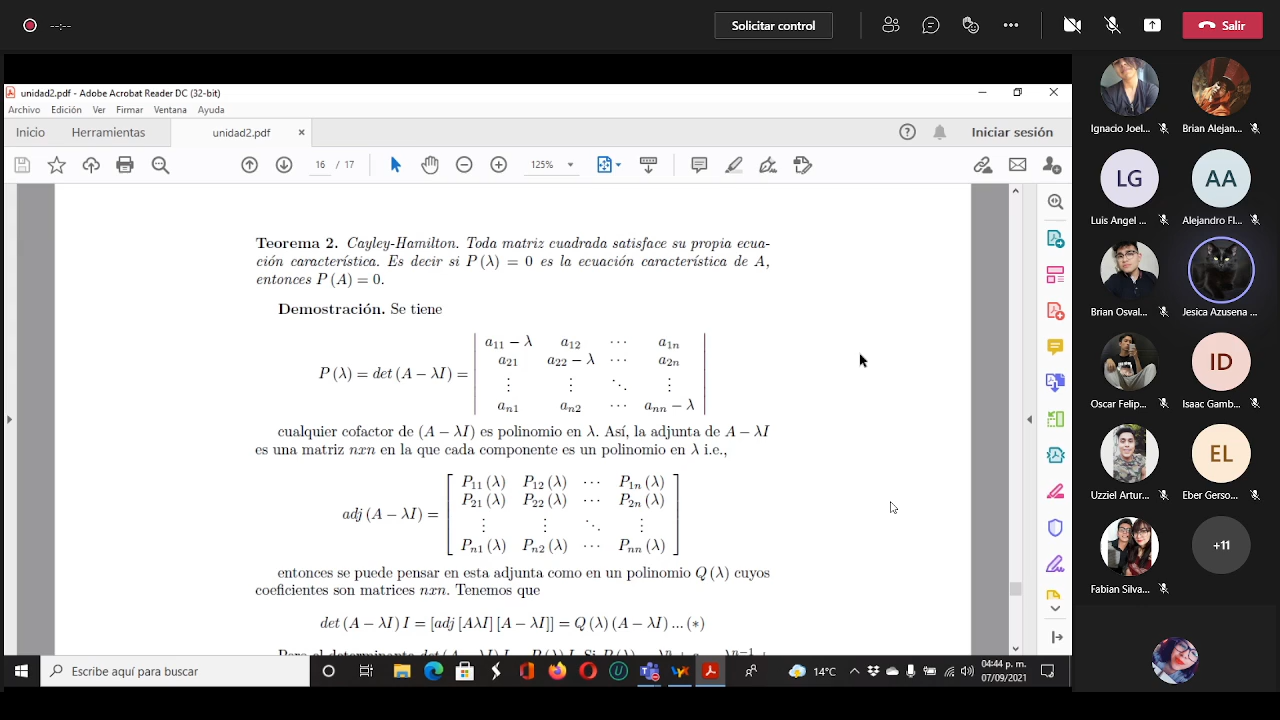 --:--
Solicitar control
Salir
unidad2.pdf - Adobe Acrobat Reader DC (32-bit)
Archivo Edición Ver Firmar Ventana Ayuda
Inicio Herramientas unidad2.pdf × Iniciar sesión
16 / 17 125%
Teorema 2. Cayley-Hamilton. Toda matriz cuadrada satisface su propia ecua-
ción característica. Es decir si P (λ) = 0 es la ecuación característica de A,
entonces P (A) = 0.
Demostración. Se tiene
P (λ) = det (A − λI) =
a11 − λ a12 ⋯ a1n
a21 a22 − λ ⋯ a2n
⋮ ⋮ ⋱ ⋮
an1 an2 ⋯ ann − λ
cualquier cofactor de (A − λI) es polinomio en λ. Así, la adjunta de A − λI
es una matriz nxn en la que cada componente es un polinomio en λ i.e.,
adj (A − λI) =
P11 (λ) P12 (λ) ⋯ P1n (λ)
P21 (λ) P22 (λ) ⋯ P2n (λ)
⋮ ⋮ ⋱ ⋮
Pn1 (λ) Pn2 (λ) ⋯ Pnn (λ)
entonces se puede pensar en esta adjunta como en un polinomio Q (λ) cuyos
coeficientes son matrices nxn. Tenemos que
det (A − λI) I = [adj [AλI] [A − λI]] = Q (λ) (A − λI) ... (∗)
Ignacio Joel... Brian Alejan...
LG AA
Luis Angel ... Alejandro Fl...
Brian Osval... Jesica Azusena ...
ID
Oscar Felip... Isaac Gamb...
EL
Uzziel Artur... Eber Gerso...
+11
Fabian Silva...
Escribe aquí para buscar
14°C
04:44 p. m.
07/09/2021